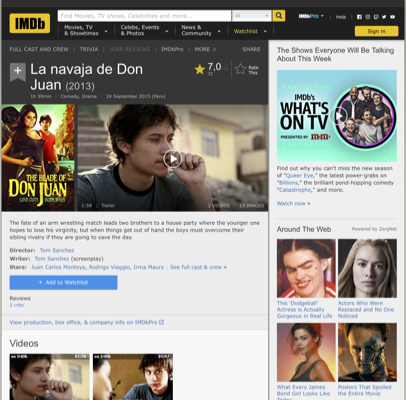 IMDb
Find Movies, TV shows, Celebrities and more...
All
IMDbPro
Help
Movies, TV & Showtimes
Celebs, Events & Photos
News & Community
Watchlist
Sign in
FULL CAST AND CREW | TRIVIA | USER REVIEWS | IMDbPro | MORE
SHARE
+
La navaja de Don
Juan (2013)
7,0
Rate This
1h 35min | Comedy, Drama | 24 September 2015 (Peru)
THE BLADE OF
DON JUAN
1:58 | Trailer
2 VIDEOS | 13 IMAGES
The fate of an arm wrestling match leads two brothers to a house party where the younger one
hopes to lose his virginity, but when things get out of hand the boys must overcome their
sibling rivalry if they are going to save the day.
Director: Tom Sanchez
Writer: Tom Sanchez (screenplay)
Stars: Juan Carlos Montoya, Rodrigo Viaggio, Irma Maury | See full cast & crew »
+ Add to Watchlist
Reviews
2 critic
View production, box office, & company info on IMDbPro
Videos
The Shows Everyone Will Be Talking
About This Week
IMDb's
WHAT'S
ON TV
PRESENTED BY
Find out why you can't miss the new season
of "Queer Eye," the latest power-grabs on
"Billions," the brilliant pond-hopping comedy
"Catastrophe," and more.
Watch now »
Around The Web
Powered by ZergNet
This 'Dodgeball'
Actress is Actually
Gorgeous in Real Life
Actors Who Were
Replaced and No One
Noticed
What Every James
Bond Girl Looks Like
Posters That Spoiled
the Entire Movie